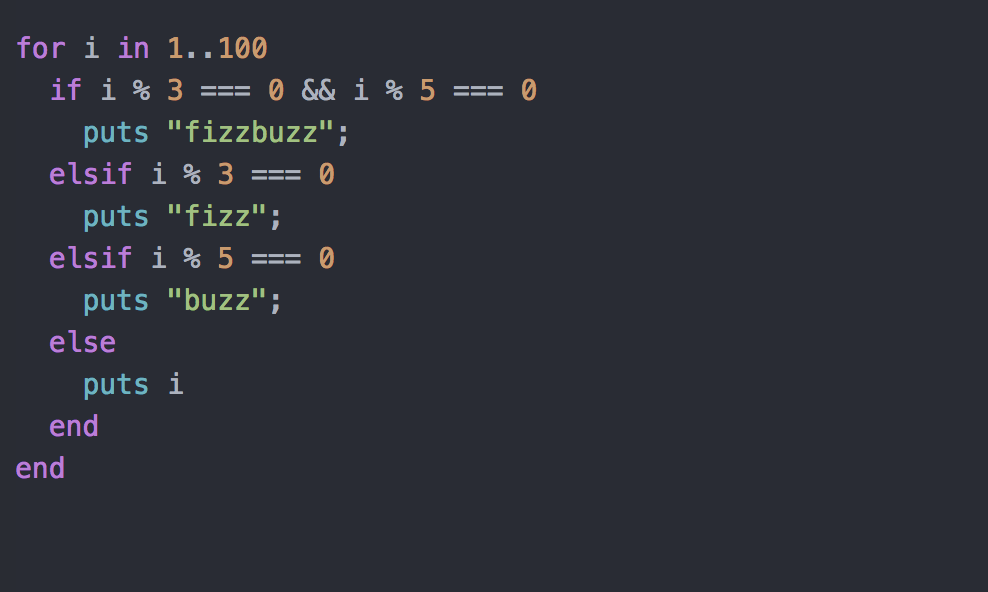 for i in 1..100
  if i % 3 === 0 && i % 5 === 0
    puts "fizzbuzz";
  elsif i % 3 === 0
    puts "fizz";
  elsif i % 5 === 0
    puts "buzz";
  else
    puts i
  end
end